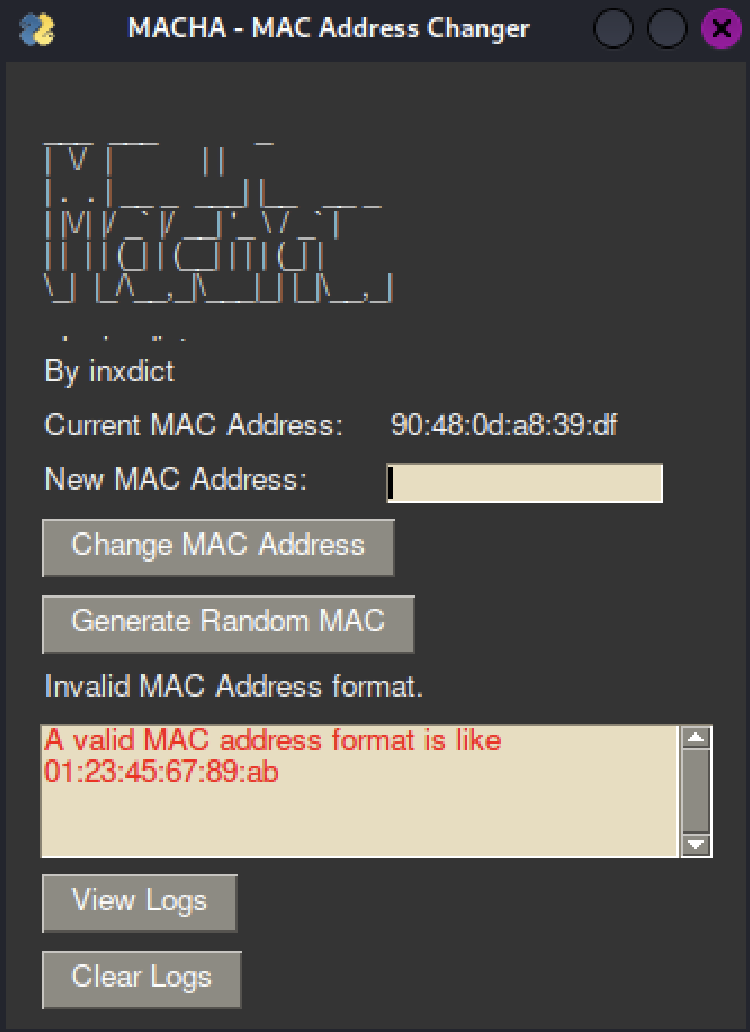 MACHA - MAC Address Changer
Macha
By inxdict
Current MAC Address: 90:48:0d:a8:39:df
New MAC Address:
Change MAC Address
Generate Random MAC
Invalid MAC Address format.
A valid MAC address format is like
01:23:45:67:89:ab
View Logs
Clear Logs